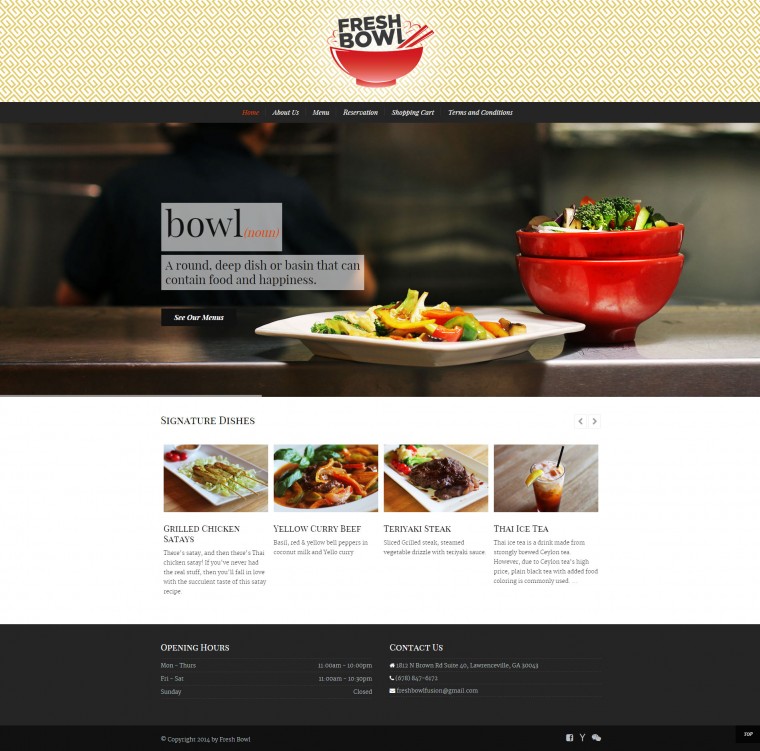 FRESH
BOWL
Home About Us Menu Reservation Shopping Cart Terms and Conditions
bowl(noun)
A round, deep dish or basin that can
contain food and happiness.
See Our Menus
Signature Dishes
Grilled Chicken
Satays
There's satay, and then there's Thai
chicken satay! If you've never had
the real stuff, then you'll fall in love
with the succulent taste of this satay
recipe.
Yellow Curry Beef
Basil, red & yellow bell peppers in
coconut milk and Yello curry
Teriyaki Steak
Sliced Grilled steak, steamed
vegetable drizzle with teriyaki sauce.
Thai Ice Tea
Thai ice tea is a drink made from
strongly brewed Ceylon tea.
However, due to Ceylon tea's high
price, plain black tea with added food
coloring is commonly used. ...
Opening Hours
Mon - Thurs 11:00am - 10:00pm
Fri - Sat 11:00am - 10:30pm
Sunday Closed
Contact Us
1812 N Brown Rd Suite 40, Lawrenceville, GA 30043
(678) 847-6272
freshbowlfusion@gmail.com
© Copyright 2014 by Fresh Bowl
TOP